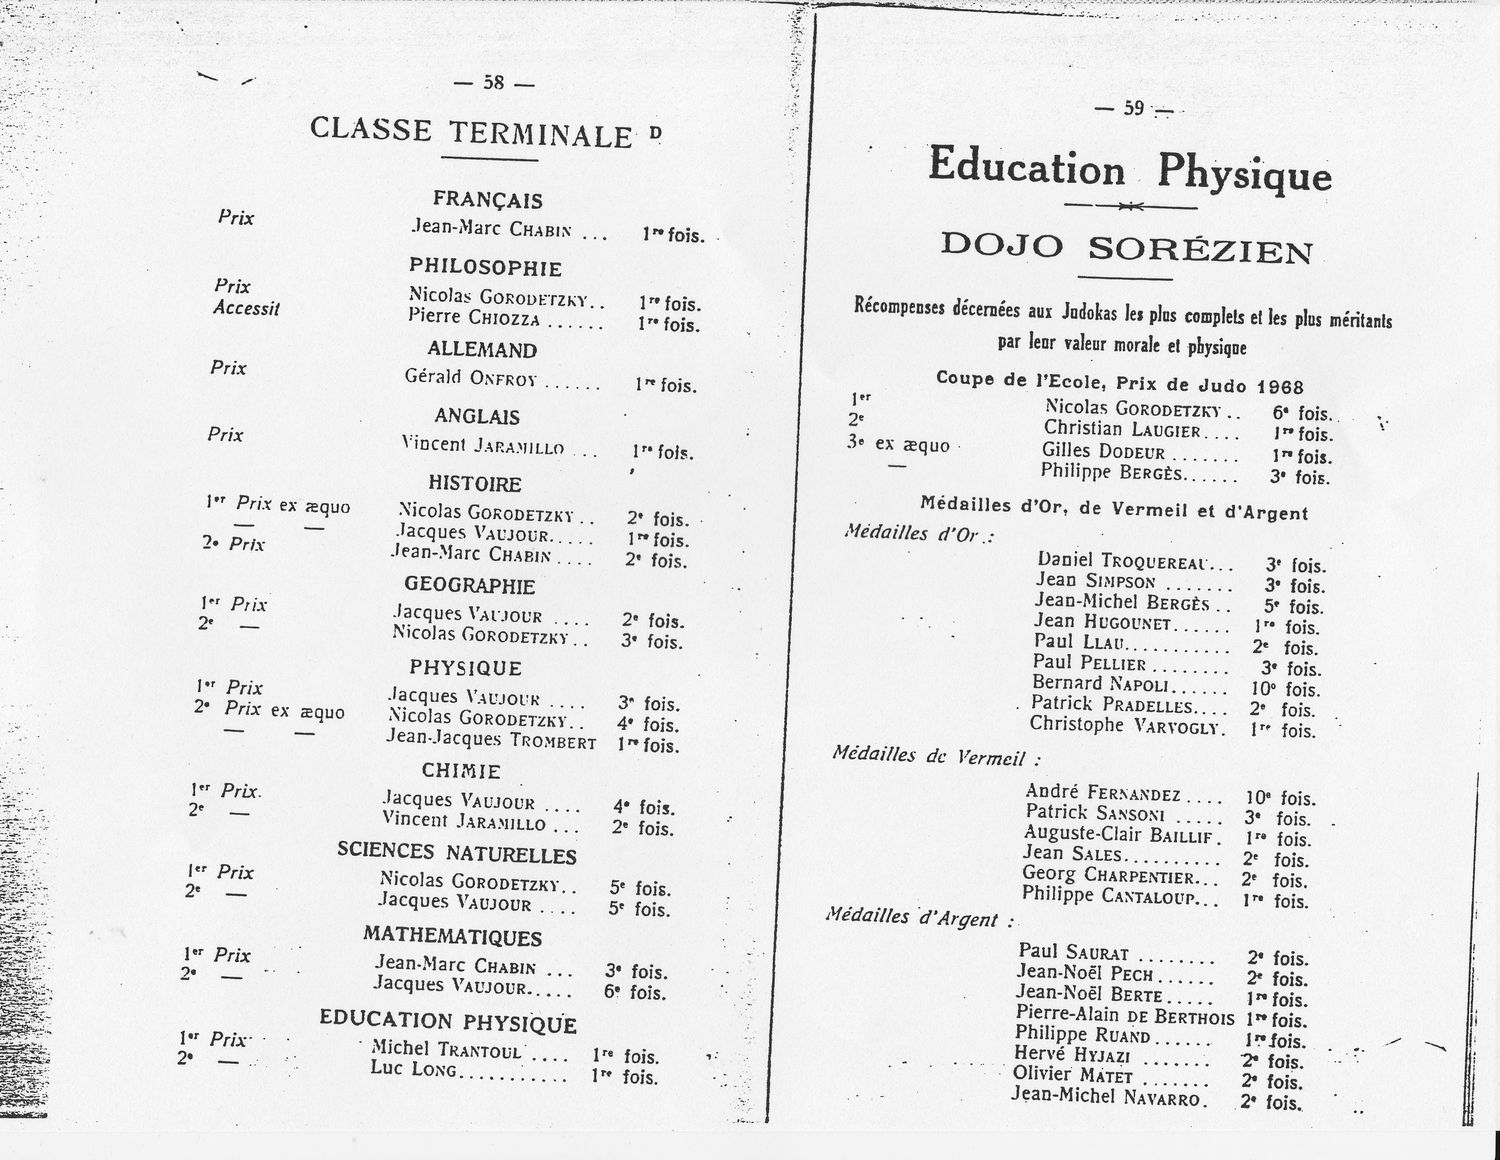 — 58 —
CLASSE TERMINALE D
FRANÇAIS
Prix Jean-Marc CHABIN ... 1re fois.
PHILOSOPHIE
Prix Nicolas GORODETZKY.. 1re fois.
Accessit Pierre CHIOZZA ...... 1re fois.
ALLEMAND
Prix Gérald ONFROY ...... 1re fois.
ANGLAIS
Prix Vincent JARAMILLO ... 1re fois.
HISTOIRE
1er Prix ex æquo Nicolas GORODETZKY .. 2e fois.
— — Jacques VAUJOUR..... 1re fois.
2e Prix Jean-Marc CHABIN .... 2e fois.
GEOGRAPHIE
1er Prix Jacques VAUJOUR .... 2e fois.
2e — Nicolas GORODETZKY .. 3e fois.
PHYSIQUE
1er Prix Jacques VAUJOUR .... 3e fois.
2e Prix ex æquo Nicolas GORODETZKY.. 4e fois.
— — Jean-Jacques TROMBERT 1re fois.
CHIMIE
1er Prix Jacques VAUJOUR .... 4e fois.
2e — Vincent JARAMILLO ... 2e fois.
SCIENCES NATURELLES
1er Prix Nicolas GORODETZKY.. 5e fois.
2e — Jacques VAUJOUR .... 5e fois.
MATHEMATIQUES
1er Prix Jean-Marc CHABIN ... 3e fois.
2e — Jacques VAUJOUR..... 6e fois.
EDUCATION PHYSIQUE
1er Prix Michel TRANTOUL .... 1re fois.
2e — Luc LONG........... 1re fois.
— 59 —
Education Physique
DOJO SORÉZIEN
Récompenses décernées aux Judokas les plus complets et les plus méritants
par leur valeur morale et physique
Coupe de l'Ecole, Prix de Judo 1968
1er Nicolas GORODETZKY .. 6e fois.
2e Christian LAUGIER.... 1re fois.
3e ex æquo Gilles DODEUR ....... 1re fois.
— Philippe BERGÈS...... 3e fois.
Médailles d'Or, de Vermeil et d'Argent
Médailles d'Or :
Daniel TROQUEREAU... 3e fois.
Jean SIMPSON ....... 3e fois.
Jean-Michel BERGÈS .. 5e fois.
Jean HUGOUNET...... 1re fois.
Paul LLAU........... 2e fois.
Paul PELLIER ........ 3e fois.
Bernard NAPOLI...... 10e fois.
Patrick PRADELLES.... 2e fois.
Christophe VARVOGLY. 1re fois.
Médailles de Vermeil :
André FERNANDEZ .... 10e fois.
Patrick SANSONI ..... 3e fois.
Auguste-Clair BAILLIF. 1re fois.
Jean SALES.......... 2e fois.
Georg CHARPENTIER... 2e fois.
Philippe CANTALOUP... 1re fois.
Médailles d'Argent :
Paul SAURAT ........ 2e fois.
Jean-Noël PECH ...... 2e fois.
Jean-Noël BERTE ..... 1re fois.
Pierre-Alain DE BERTHOIS 1re fois.
Philippe RUAND ...... 1re fois.
Hervé HYJAZI ....... 2e fois.
Olivier MATET ....... 2e fois.
Jean-Michel NAVARRO. 2e fois.